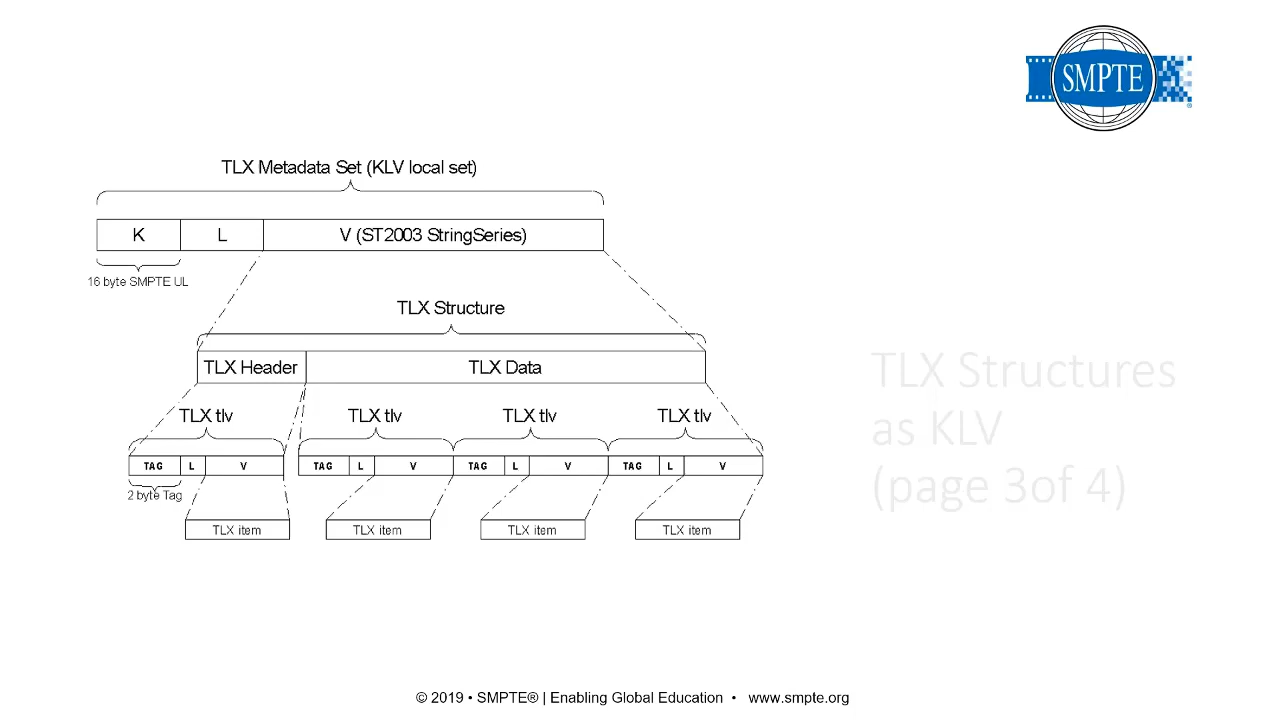 SMPTE
®
TLX Metadata Set (KLV local set)
K L V (ST2003 StringSeries)
16 byte SMPTE UL
TLX Structure
TLX Header TLX Data
TLX tlv TLX tlv TLX tlv TLX tlv
TAG L V TAG L V TAG L V TAG L V
2 byte Tag
TLX item TLX item TLX item TLX item
TLX Structures
as KLV
(page 3of 4)
© 2019 • SMPTE® | Enabling Global Education • www.smpte.org